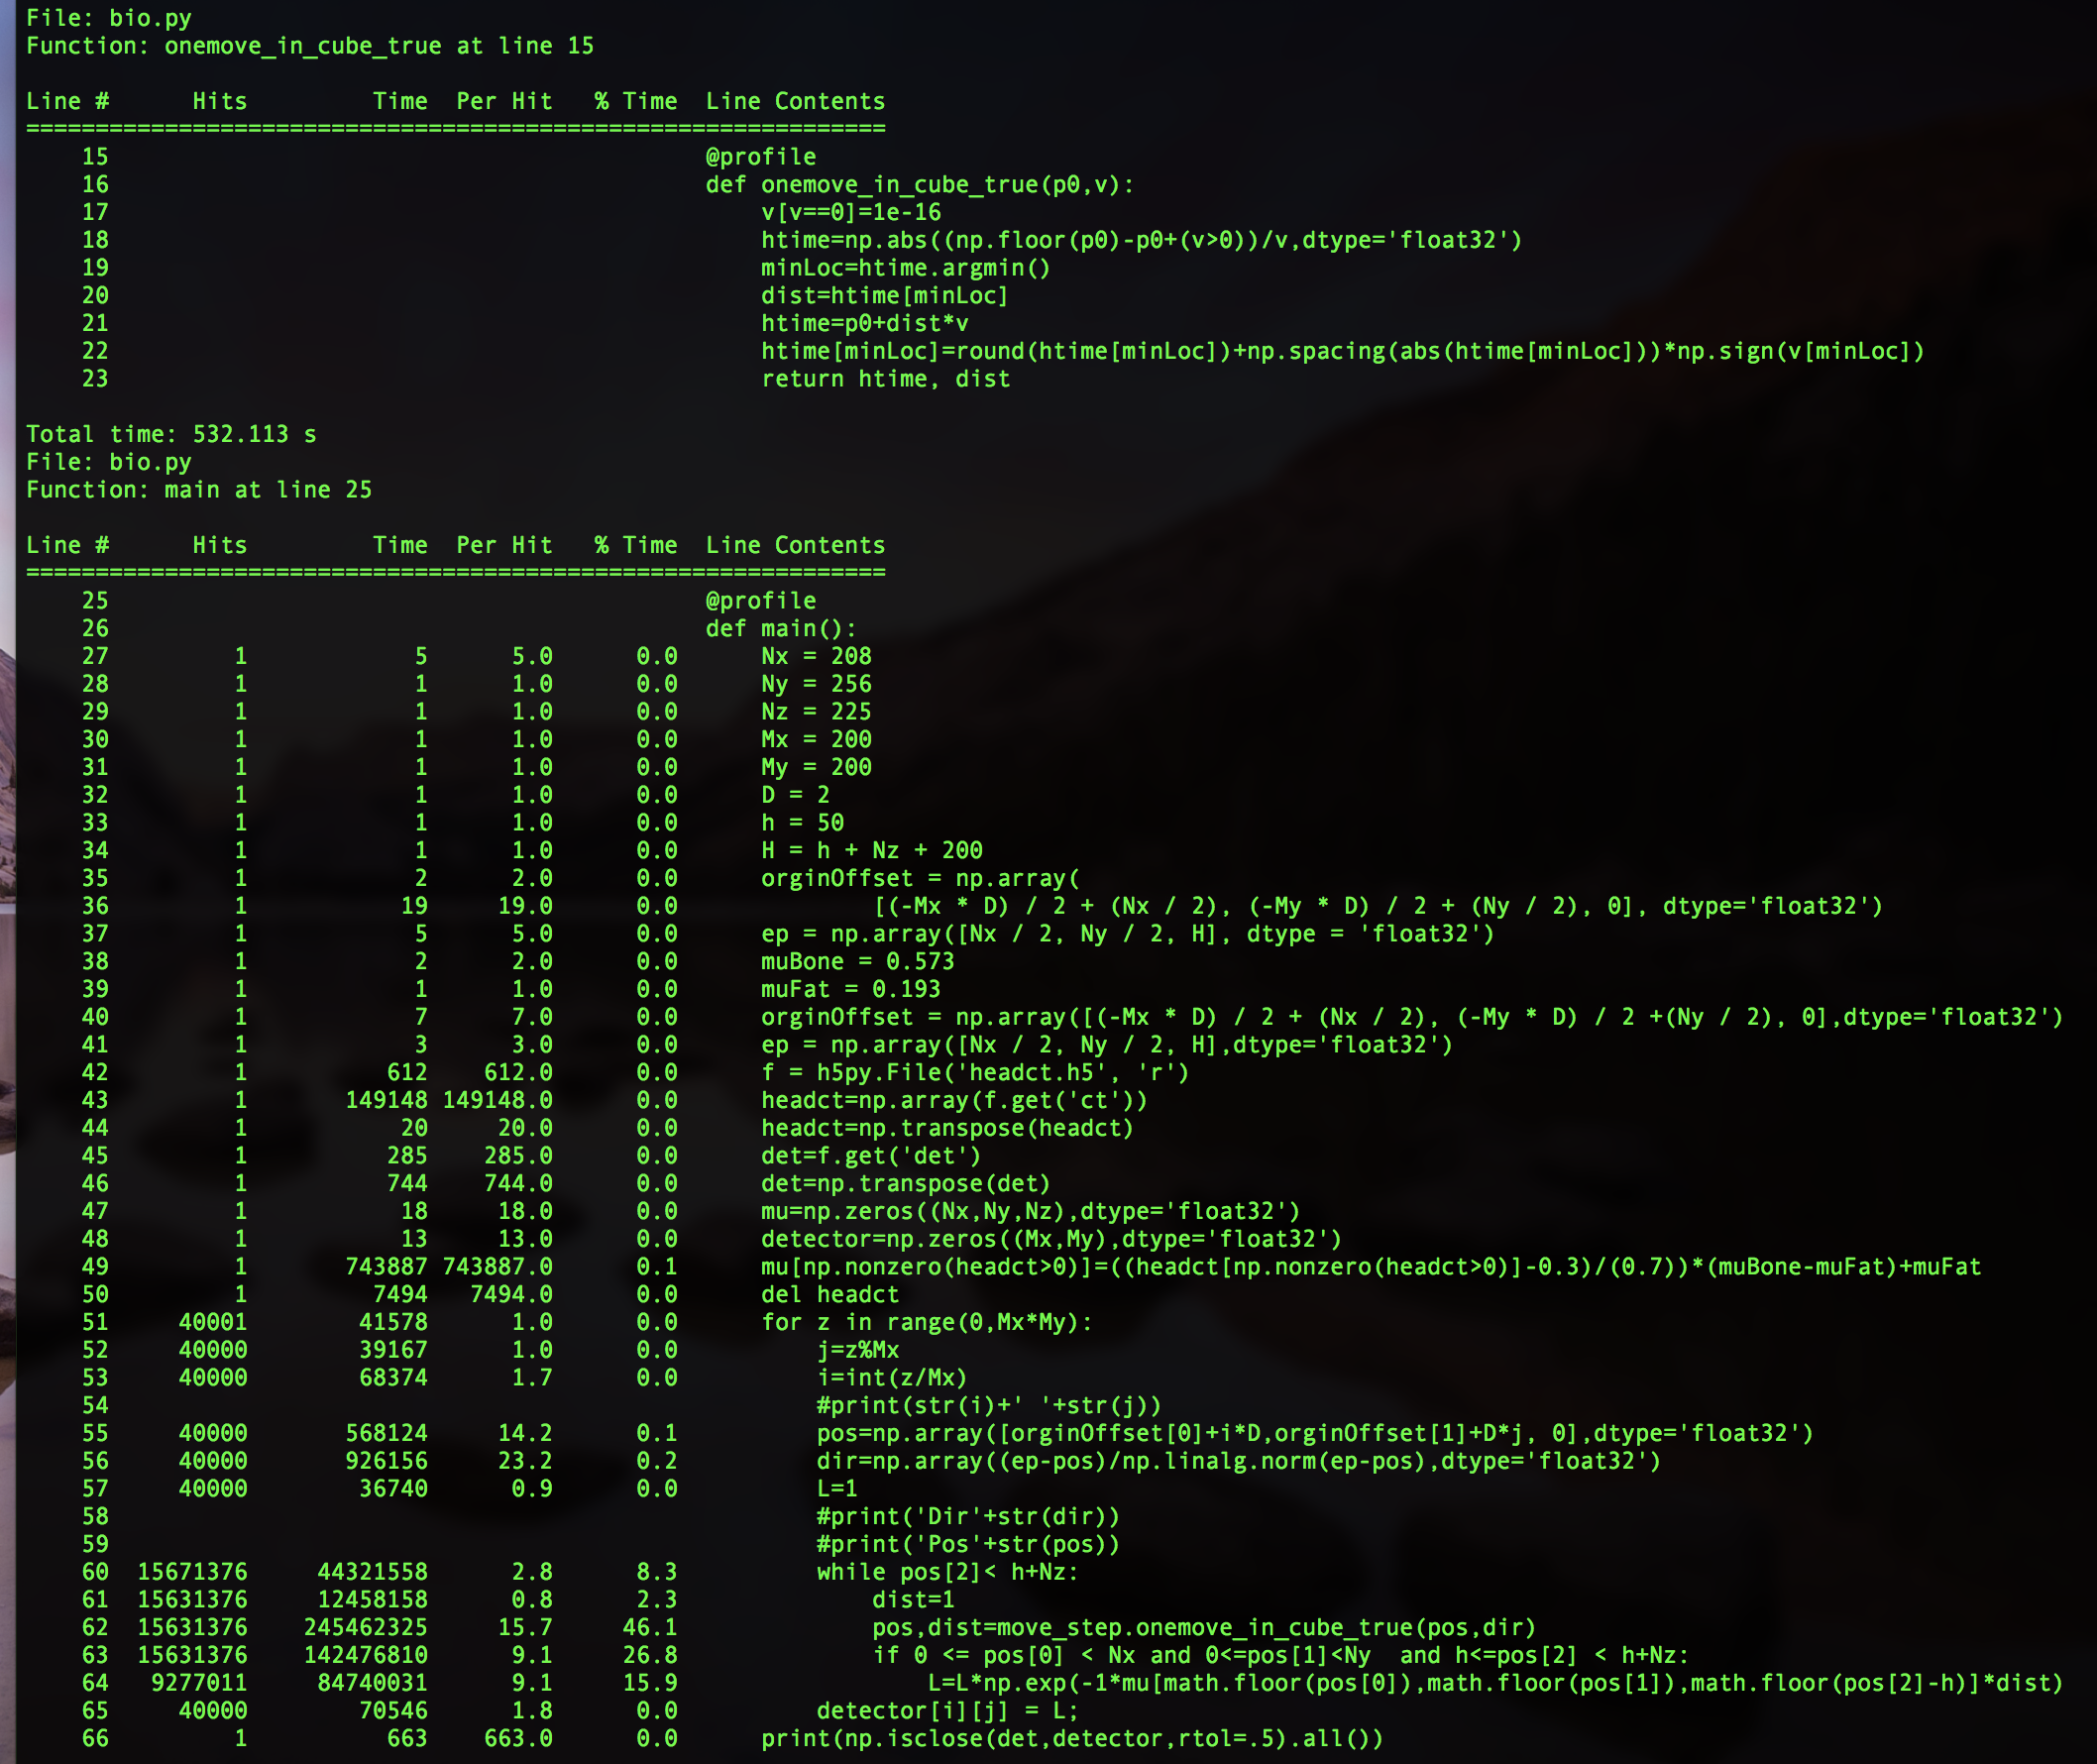 File: bio.py
Function: onemove_in_cube_true at line 15
Line #      Hits         Time  Per Hit   % Time  Line Contents
==============================================================
    15                                           @profile
    16                                           def onemove_in_cube_true(p0,v):
    17                                               v[v==0]=1e-16
    18                                               htime=np.abs((np.floor(p0)-p0+(v>0))/v,dtype='float32')
    19                                               minLoc=htime.argmin()
    20                                               dist=htime[minLoc]
    21                                               htime=p0+dist*v
    22                                               htime[minLoc]=round(htime[minLoc])+np.spacing(abs(htime[minLoc]))*np.sign(v[minLoc])
    23                                               return htime, dist
Total time: 532.113 s
File: bio.py
Function: main at line 25
Line #      Hits         Time  Per Hit   % Time  Line Contents
==============================================================
    25                                           @profile
    26                                           def main():
    27         1            5      5.0      0.0      Nx = 208
    28         1            1      1.0      0.0      Ny = 256
    29         1            1      1.0      0.0      Nz = 225
    30         1            1      1.0      0.0      Mx = 200
    31         1            1      1.0      0.0      My = 200
    32         1            1      1.0      0.0      D = 2
    33         1            1      1.0      0.0      h = 50
    34         1            1      1.0      0.0      H = h + Nz + 200
    35         1            2      2.0      0.0      orginOffset = np.array(
    36         1           19     19.0      0.0              [(-Mx * D) / 2 + (Nx / 2), (-My * D) / 2 + (Ny / 2), 0], dtype='float32')
    37         1            5      5.0      0.0      ep = np.array([Nx / 2, Ny / 2, H], dtype = 'float32')
    38         1            2      2.0      0.0      muBone = 0.573
    39         1            1      1.0      0.0      muFat = 0.193
    40         1            7      7.0      0.0      orginOffset = np.array([(-Mx * D) / 2 + (Nx / 2), (-My * D) / 2 +(Ny / 2), 0],dtype='float32')
    41         1            3      3.0      0.0      ep = np.array([Nx / 2, Ny / 2, H],dtype='float32')
    42         1          612    612.0      0.0      f = h5py.File('headct.h5', 'r')
    43         1       149148 149148.0      0.0      headct=np.array(f.get('ct'))
    44         1           20     20.0      0.0      headct=np.transpose(headct)
    45         1          285    285.0      0.0      det=f.get('det')
    46         1          744    744.0      0.0      det=np.transpose(det)
    47         1           18     18.0      0.0      mu=np.zeros((Nx,Ny,Nz),dtype='float32')
    48         1           13     13.0      0.0      detector=np.zeros((Mx,My),dtype='float32')
    49         1       743887 743887.0      0.1      mu[np.nonzero(headct>0)]=((headct[np.nonzero(headct>0)]-0.3)/(0.7))*(muBone-muFat)+muFat
    50         1         7494   7494.0      0.0      del headct
    51     40001        41578      1.0      0.0      for z in range(0,Mx*My):
    52     40000        39167      1.0      0.0          j=z%Mx
    53     40000        68374      1.7      0.0          i=int(z/Mx)
    54                                                   #print(str(i)+' '+str(j))
    55     40000       568124     14.2      0.1          pos=np.array([orginOffset[0]+i*D,orginOffset[1]+D*j, 0],dtype='float32')
    56     40000       926156     23.2      0.2          dir=np.array((ep-pos)/np.linalg.norm(ep-pos),dtype='float32')
    57     40000        36740      0.9      0.0          L=1
    58                                                   #print('Dir'+str(dir))
    59                                                   #print('Pos'+str(pos))
    60  15671376     44321558      2.8      8.3          while pos[2]< h+Nz:
    61  15631376     12458158      0.8      2.3              dist=1
    62  15631376    245462325     15.7     46.1              pos,dist=move_step.onemove_in_cube_true(pos,dir)
    63  15631376    142476810      9.1     26.8              if 0 <= pos[0] < Nx and 0<=pos[1]<Ny  and h<=pos[2] < h+Nz:
    64   9277011     84740031      9.1     15.9                  L=L*np.exp(-1*mu[math.floor(pos[0]),math.floor(pos[1]),math.floor(pos[2]-h)]*dist)
    65     40000        70546      1.8      0.0          detector[i][j] = L;
    66         1          663    663.0      0.0      print(np.isclose(det,detector,rtol=.5).all())